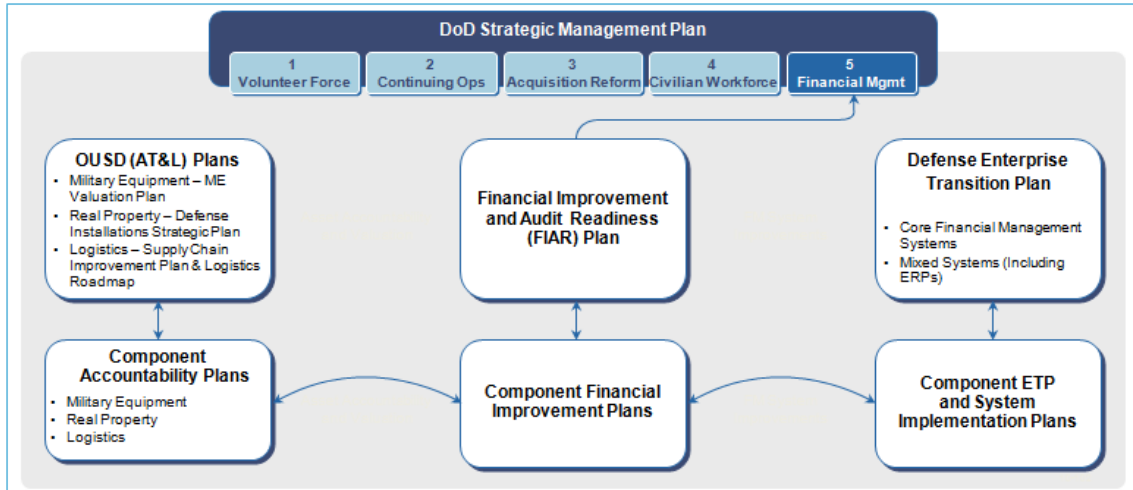 DoD Strategic Management Plan
1
Volunteer Force
2
Continuing Ops
3
Acquisition Reform
4
Civilian Workforce
5
Financial Mgmt
OUSD (AT&L) Plans
• Military Equipment – ME
Valuation Plan
• Real Property – Defense
Installations Strategic Plan
• Logistics – Supply Chain
Improvement Plan & Logistics
Roadmap
Financial Improvement
and Audit Readiness
(FIAR) Plan
Defense Enterprise
Transition Plan
• Core Financial Management
Systems
• Mixed Systems (Including
ERPs)
Component
Accountability Plans
• Military Equipment
• Real Property
• Logistics
Component Financial
Improvement Plans
Component ETP
and System
Implementation Plans